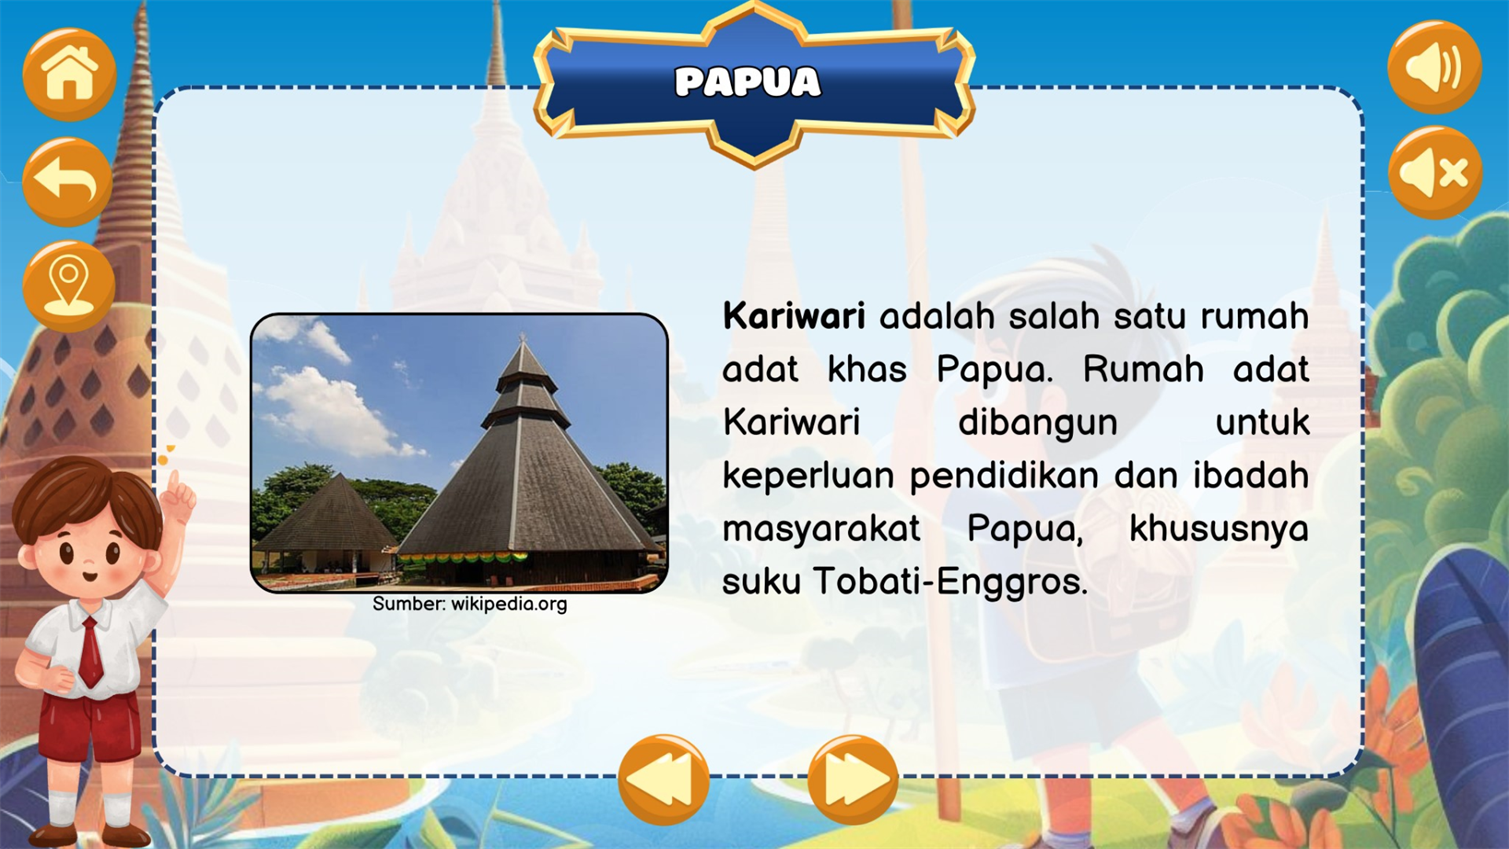 PAPUA
Kariwari adalah salah satu rumah
adat khas Papua. Rumah adat
Kariwari dibangun untuk
keperluan pendidikan dan ibadah
masyarakat Papua, khususnya
suku Tobati-Enggros.
Sumber: wikipedia.org